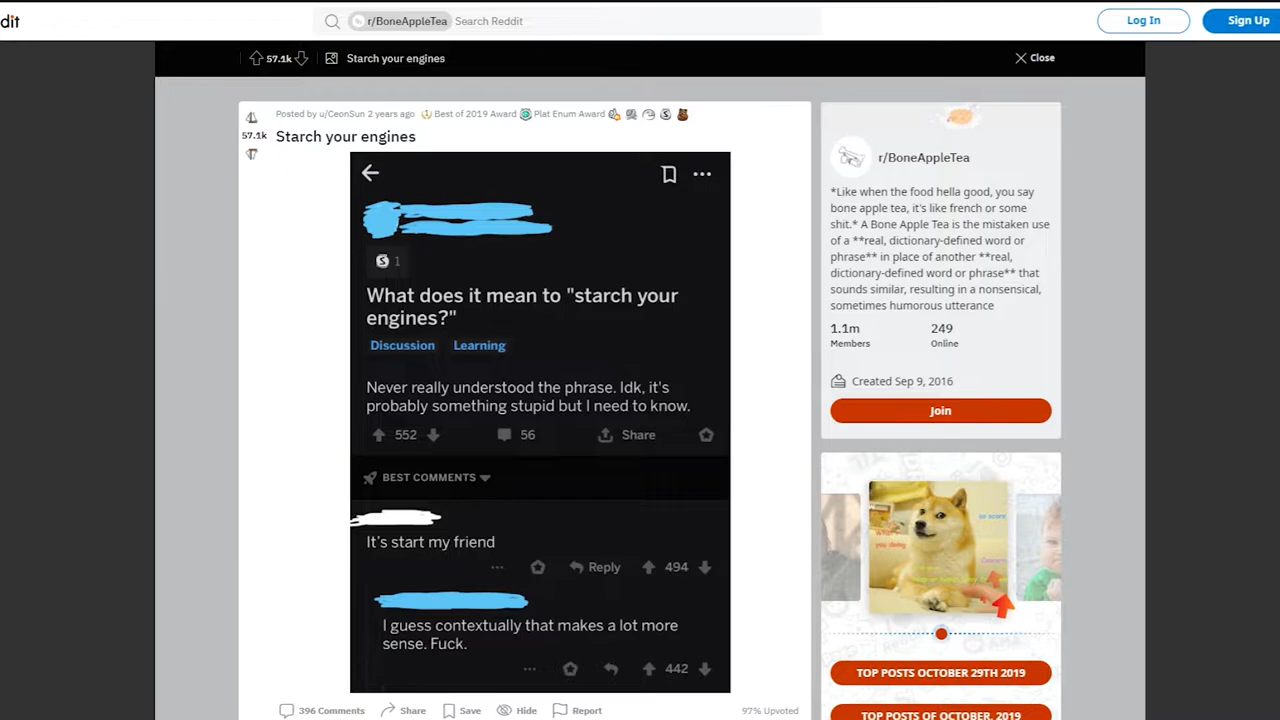 dit
r/BoneAppleTea Search Reddit
Log In
Sign Up
57.1k
Starch your engines
Close
Posted by u/CeonSun 2 years ago Best of 2019 Award Plat Enum Award
57.1k
Starch your engines
S 1
What does it mean to "starch your
engines?"
Discussion Learning
Never really understood the phrase. Idk, it's
probably something stupid but I need to know.
552 56 Share
BEST COMMENTS
It's start my friend
Reply 494
I guess contextually that makes a lot more
sense. Fuck.
442
396 Comments Share Save Hide Report 97% Upvoted
r/BoneAppleTea
*Like when the food hella good, you say
bone apple tea, it's like french or some
shit.* A Bone Apple Tea is the mistaken use
of a **real, dictionary-defined word or
phrase** in place of another **real,
dictionary-defined word or phrase** that
sounds similar, resulting in a nonsensical,
sometimes humorous utterance
1.1m 249
Members Online
Created Sep 9, 2016
Join
so scare
you doing
TOP POSTS OCTOBER 29TH 2019
TOP POSTS OF OCTOBER, 2019